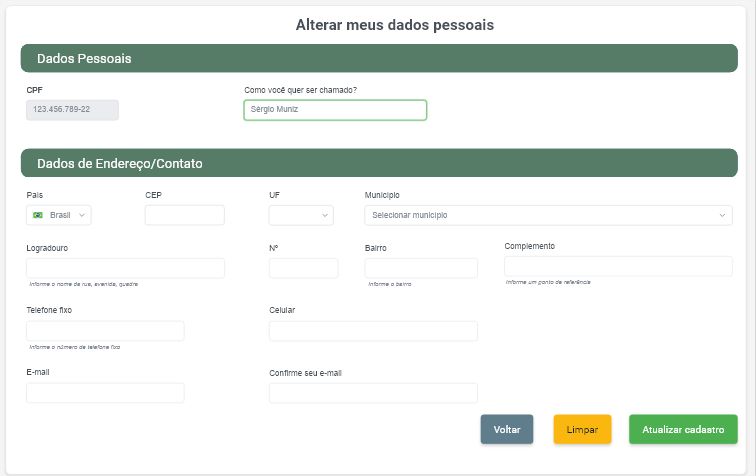 Alterar meus dados pessoais
Dados Pessoais
CPF
Como você quer ser chamado?
123.456.789-22
Sérgio Muniz
Dados de Endereço/Contato
País
CEP
UF
Município
Brasil
Selecionar município
Logradouro
Nº
Bairro
Complemento
Informe o nome de rua, avenida, quadra
Informe o bairro
Informe um ponto de referência
Telefone fixo
Celular
Informe o número de telefone fixo
E-mail
Confirme seu e-mail
Voltar
Limpar
Atualizar cadastro